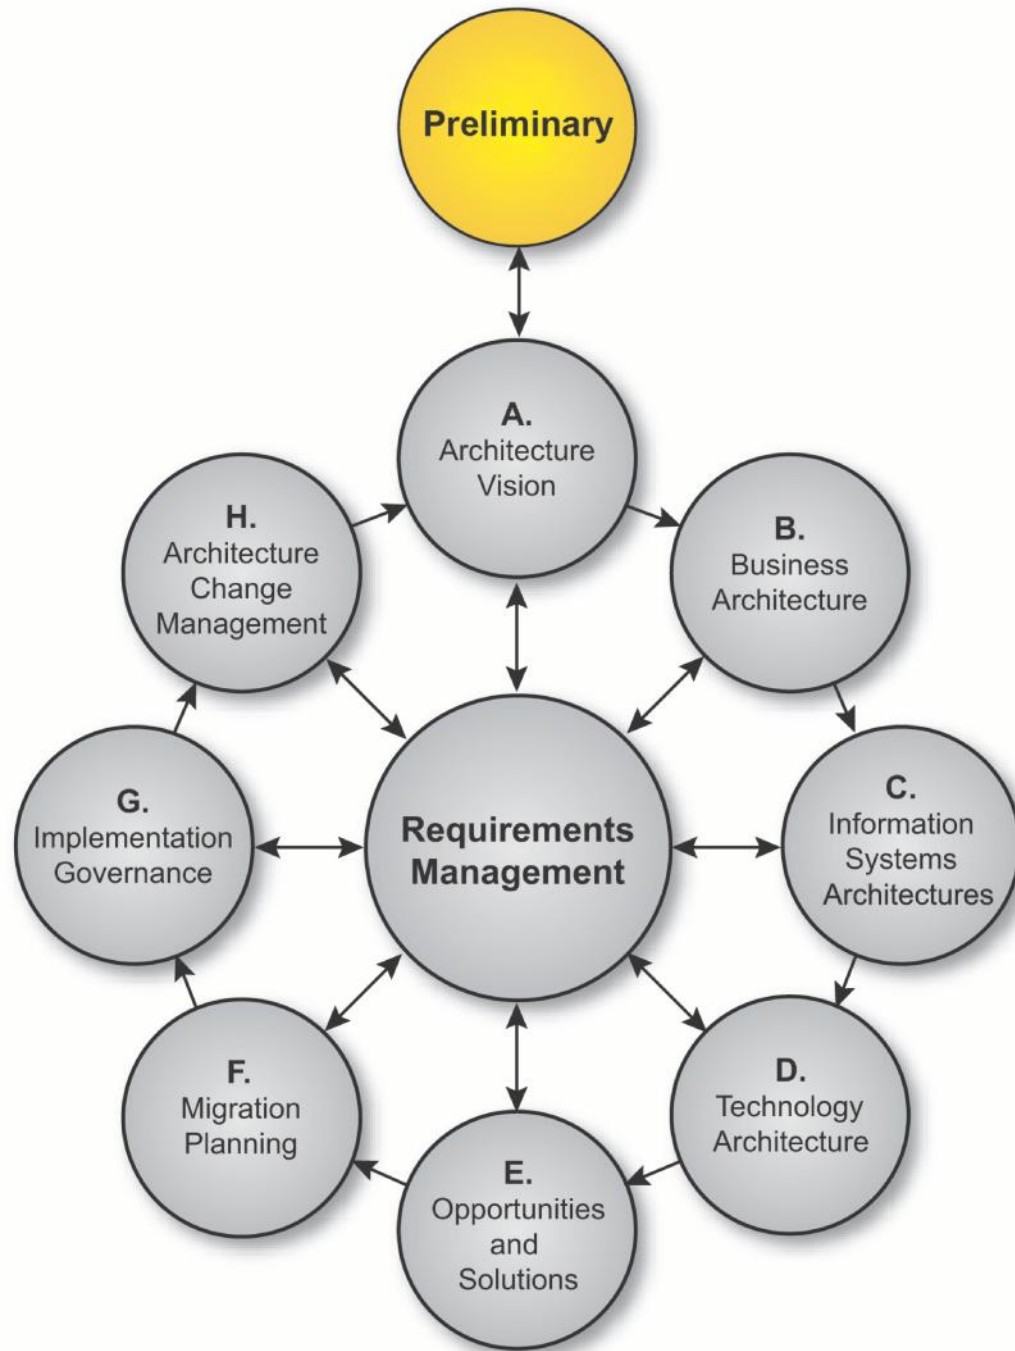 Preliminary
A.
Architecture
Vision
B.
Business
Architecture
C.
Information
Systems
Architectures
D.
Technology
Architecture
E.
Opportunities
and
Solutions
F.
Migration
Planning
G.
Implementation
Governance
H.
Architecture
Change
Management
Requirements
Management